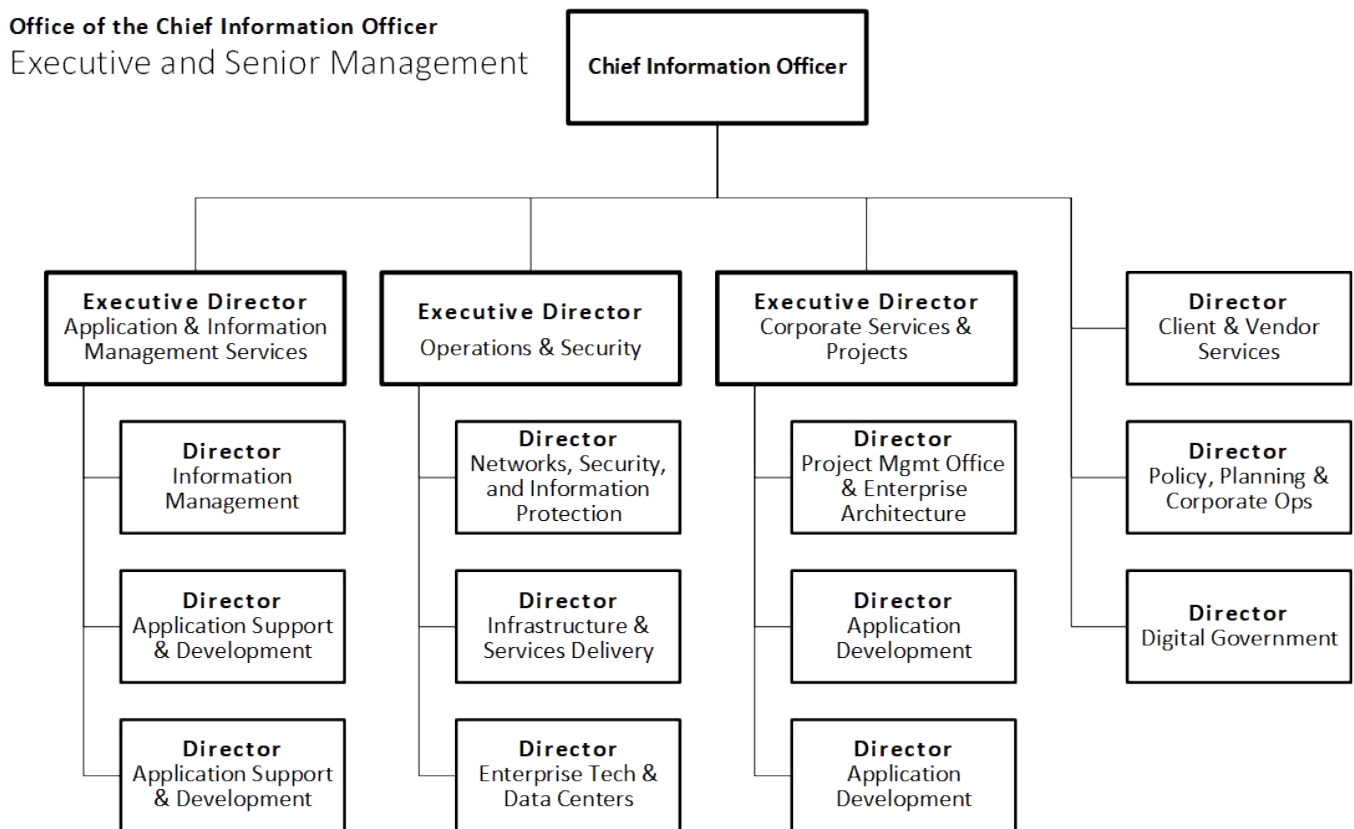 Office of the Chief Information Officer
Executive and Senior Management
Chief Information Officer
Executive Director
Application & Information
Management Services
Executive Director
Operations & Security
Executive Director
Corporate Services &
Projects
Director
Client & Vendor
Services
Director
Information
Management
Director
Networks, Security,
and Information
Protection
Director
Project Mgmt Office
& Enterprise
Architecture
Director
Policy, Planning &
Corporate Ops
Director
Application Support
& Development
Director
Infrastructure &
Services Delivery
Director
Application
Development
Director
Digital Government
Director
Application Support
& Development
Director
Enterprise Tech &
Data Centers
Director
Application
Development